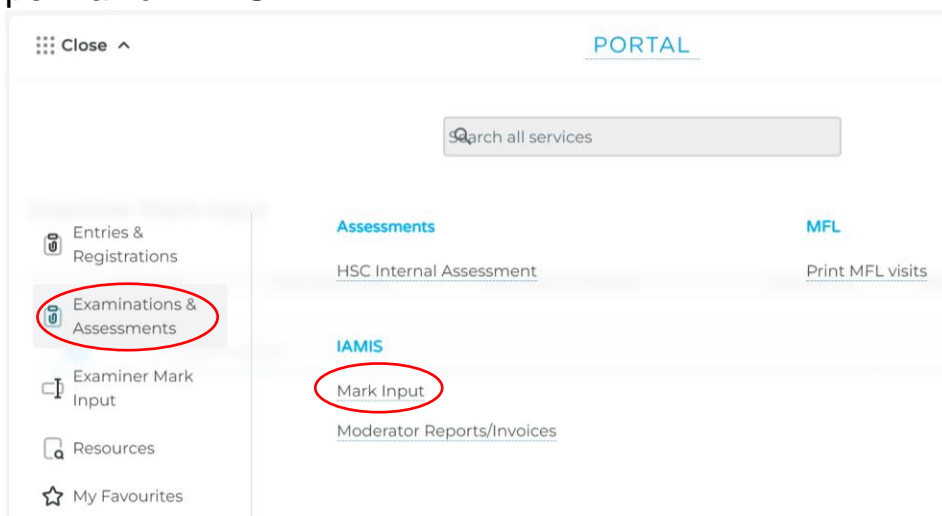 Close
PORTAL
Search all services
Entries &
Registrations
Examinations &
Assessments
Examiner Mark
Input
Resources
My Favourites
Assessments
HSC Internal Assessment
IAMIS
Mark Input
Moderator Reports/Invoices
MFL
Print MFL visits